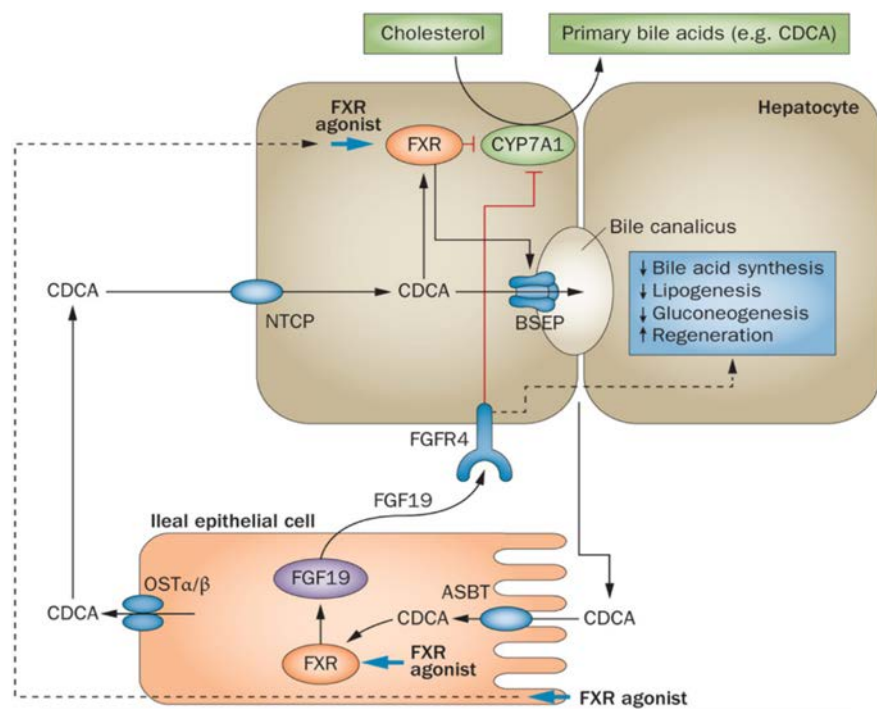 Cholesterol
Primary bile acids (e.g. CDCA)
Hepatocyte
FXR
agonist
FXR
CYP7A1
Bile canalicus
CDCA
NTCP
CDCA
BSEP
↓ Bile acid synthesis
↓ Lipogenesis
↓ Gluconeogenesis
↑ Regeneration
FGFR4
FGF19
Ileal epithelial cell
FGF19
ASBT
OSTα/β
CDCA
CDCA
CDCA
FXR
FXR
agonist
FXR agonist